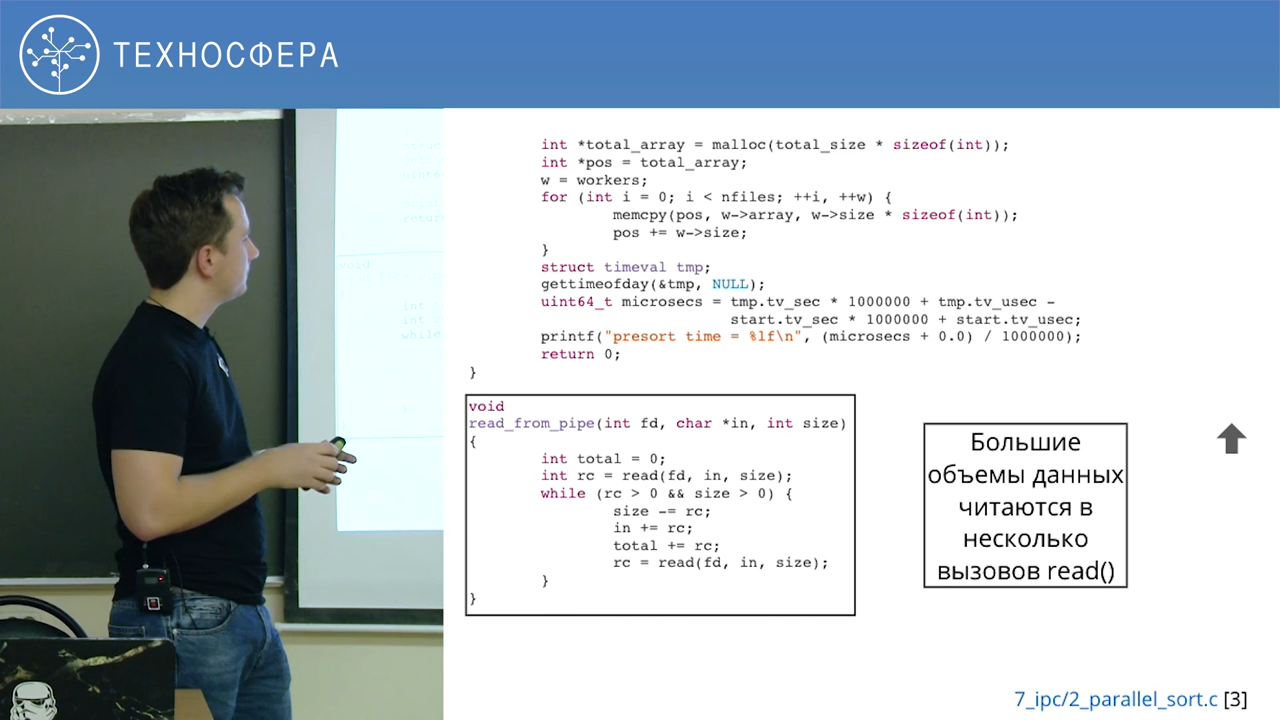 ТЕХНОСФЕРА
int *total_array = malloc(total_size * sizeof(int));
int *pos = total_array;
w = workers;
for (int i = 0; i < nfiles; ++i, ++w) {
memcpy(pos, w->array, w->size * sizeof(int));
pos += w->size;
}
struct timeval tmp;
gettimeofday(&tmp, NULL);
uint64_t microsecs = tmp.tv_sec * 1000000 + tmp.tv_usec -
start.tv_sec * 1000000 + start.tv_usec;
printf("presort time = %lf\n", (microsecs + 0.0) / 1000000);
return 0;
}
void
read_from_pipe(int fd, char *in, int size)
{
int total = 0;
int rc = read(fd, in, size);
while (rc > 0 && size > 0) {
size -= rc;
in += rc;
total += rc;
rc = read(fd, in, size);
}
}
Большие
объемы данных
читаются в
несколько
вызовов read()
7_ipc/2_parallel_sort.c [3]